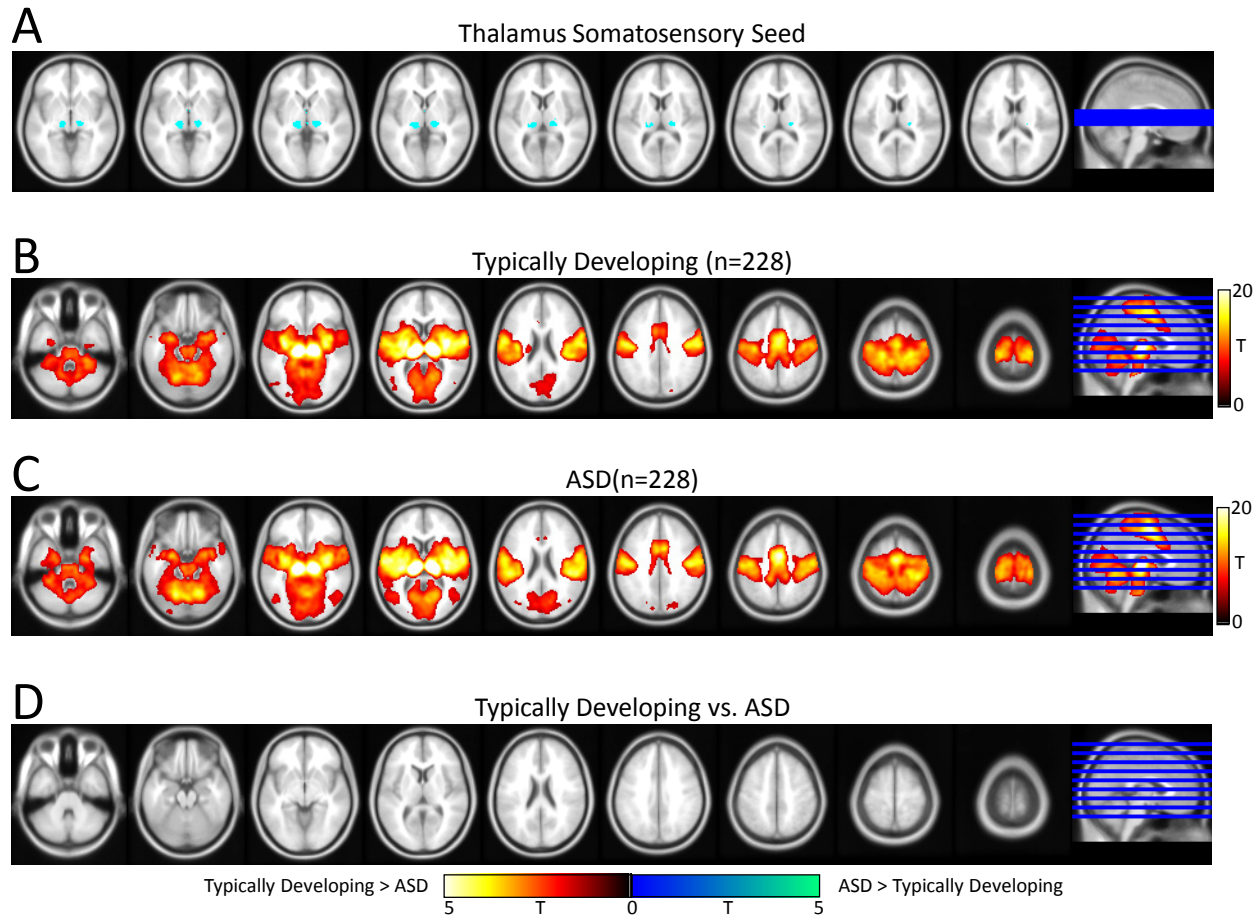 A
Thalamus Somatosensory Seed
B
Typically Developing (n=228)
20
T
0
C
ASD(n=228)
20
T
0
D
Typically Developing vs. ASD
Typically Developing > ASD
ASD > Typically Developing
5 T 0 T 5